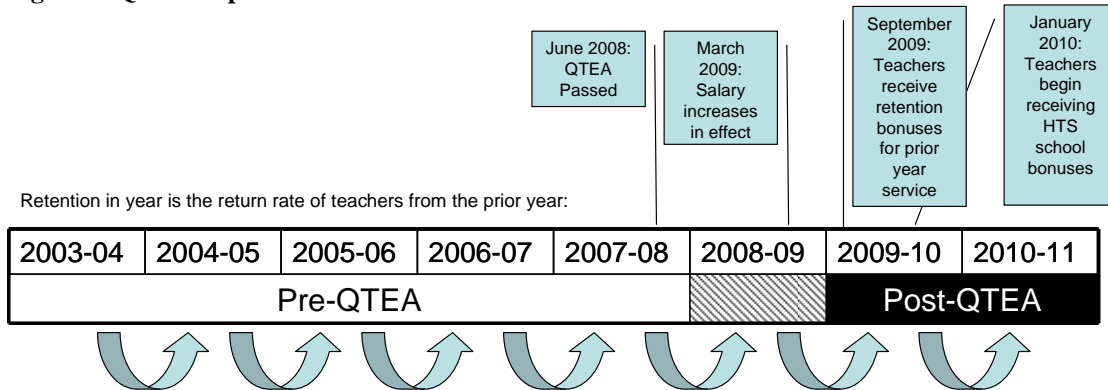 June 2008:
QTEA
Passed
March
2009:
Salary
increases
in effect
September
2009:
Teachers
receive
retention
bonuses
for prior
year
service
January
2010:
Teachers
begin
receiving
HTS
school
bonuses
Retention in year is the return rate of teachers from the prior year:
2003-04 2004-05 2005-06 2006-07 2007-08 2008-09 2009-10 2010-11
Pre-QTEA Post-QTEA